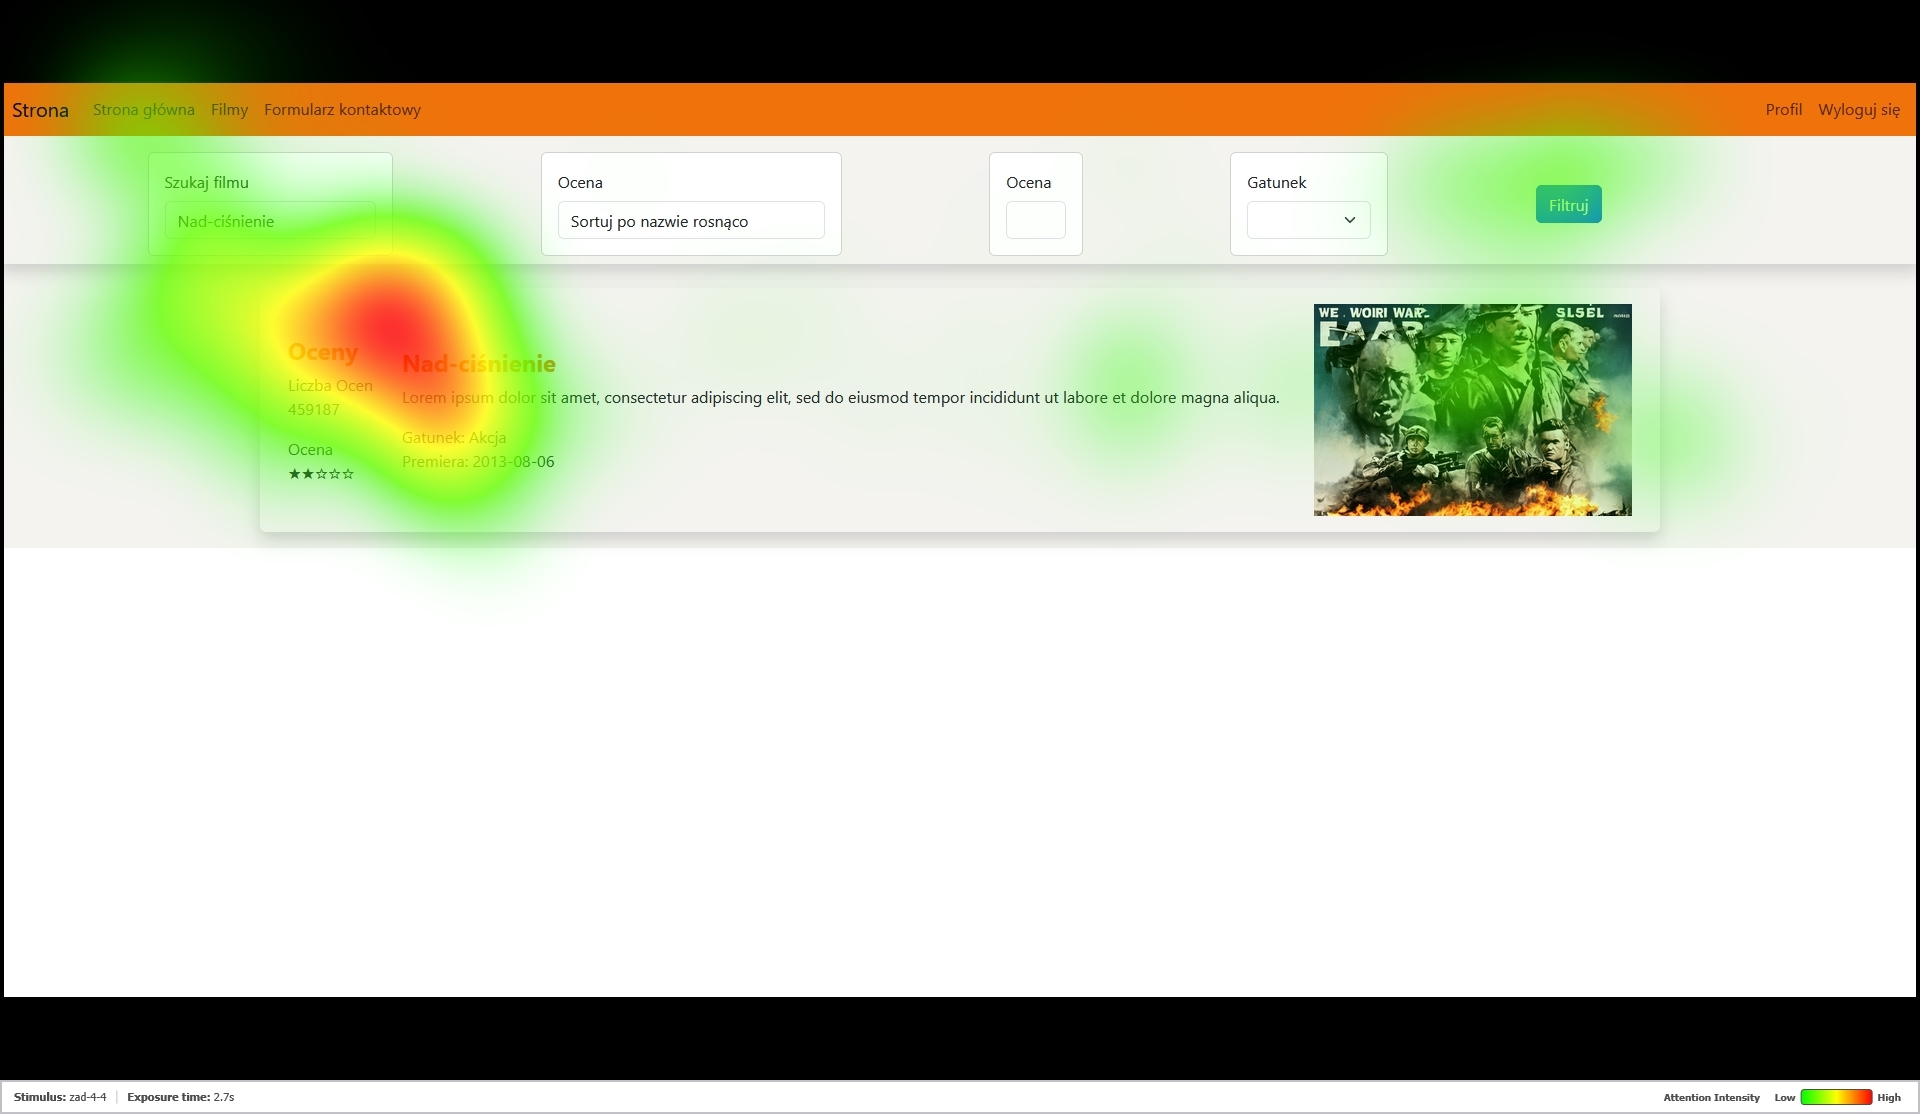 Strona Strona główna Filmy Formularz kontaktowy Profil Wyloguj się
Szukaj filmu Ocena Ocena Gatunek
Nad-ciśnienie Sortuj po nazwie rosnąco Filtruj
WE . WOIRI WAR. SLSEL
EAAR
Oceny
Liczba Ocen
459187
Ocena
★★☆☆☆
Nad-ciśnienie
Lorem ipsum dolor sit amet, consectetur adipiscing elit, sed do eiusmod tempor incididunt ut labore et dolore magna aliqua.
Gatunek: Akcja
Premiera: 2013-08-06
Stimulus: zad-4-4 | Exposure time: 2.7s Attention Intensity Low High